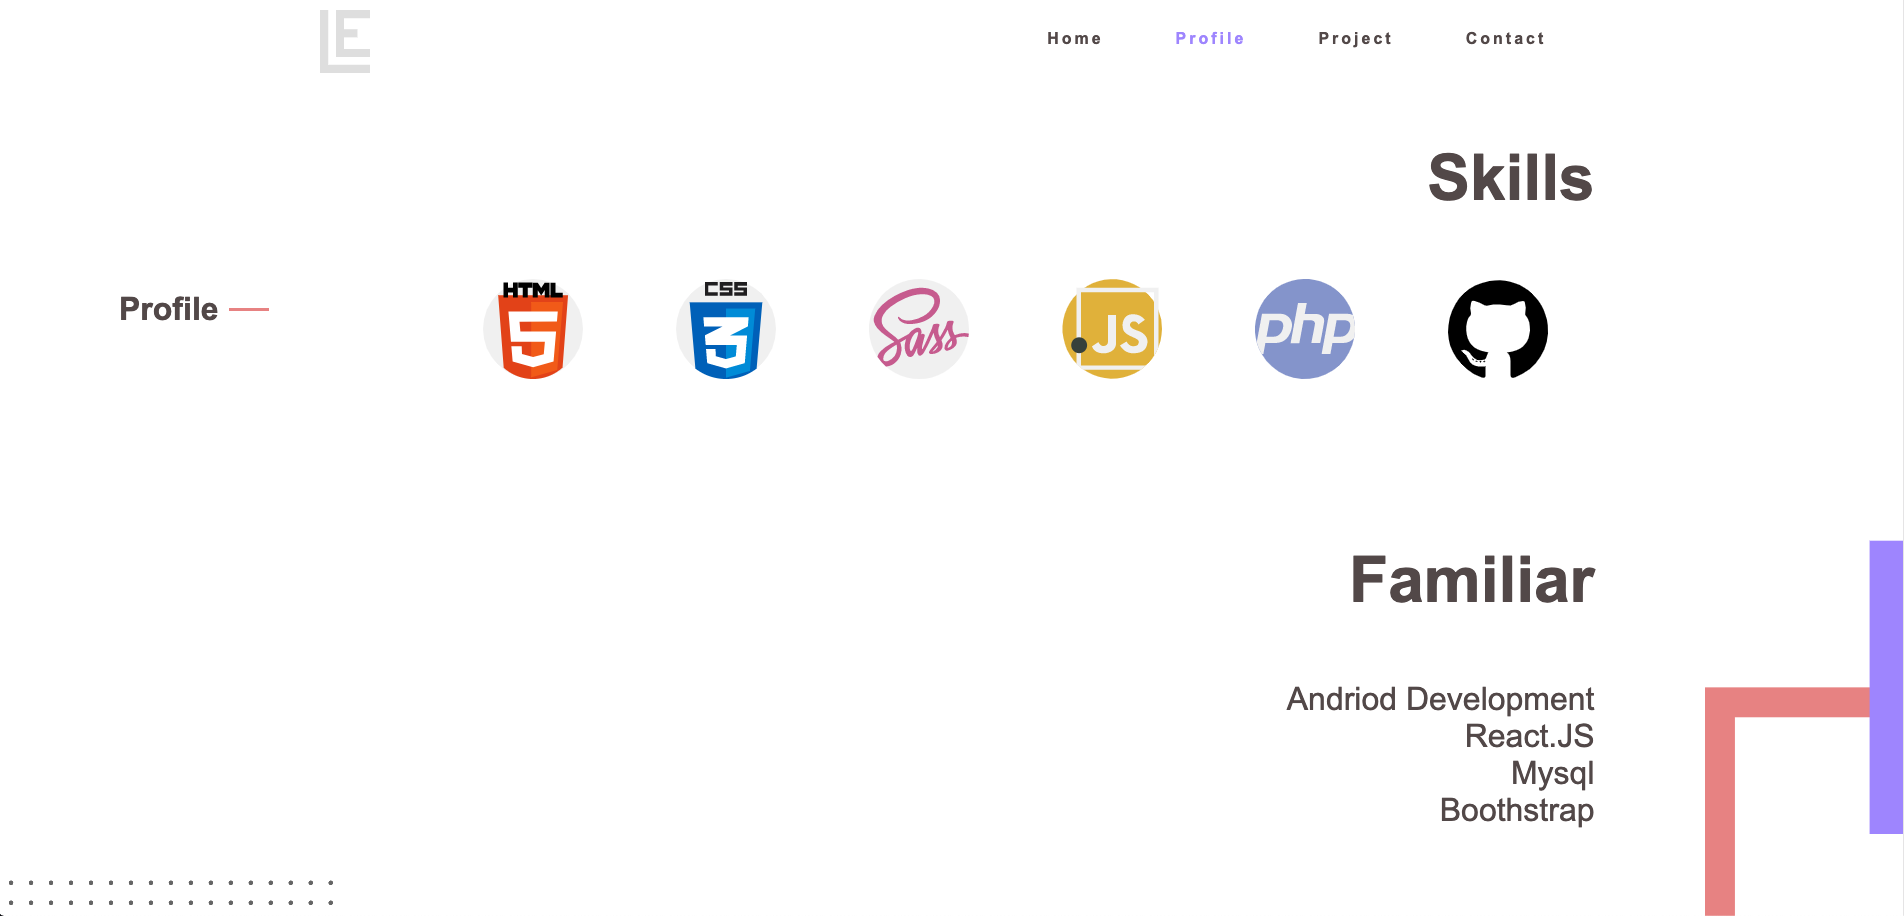 LE
Home Profile Project Contact
Skills
Profile
HTML
5
CSS
3
Sass
JS
php
Familiar
Andriod Development
React.JS
Mysql
Boothstrap